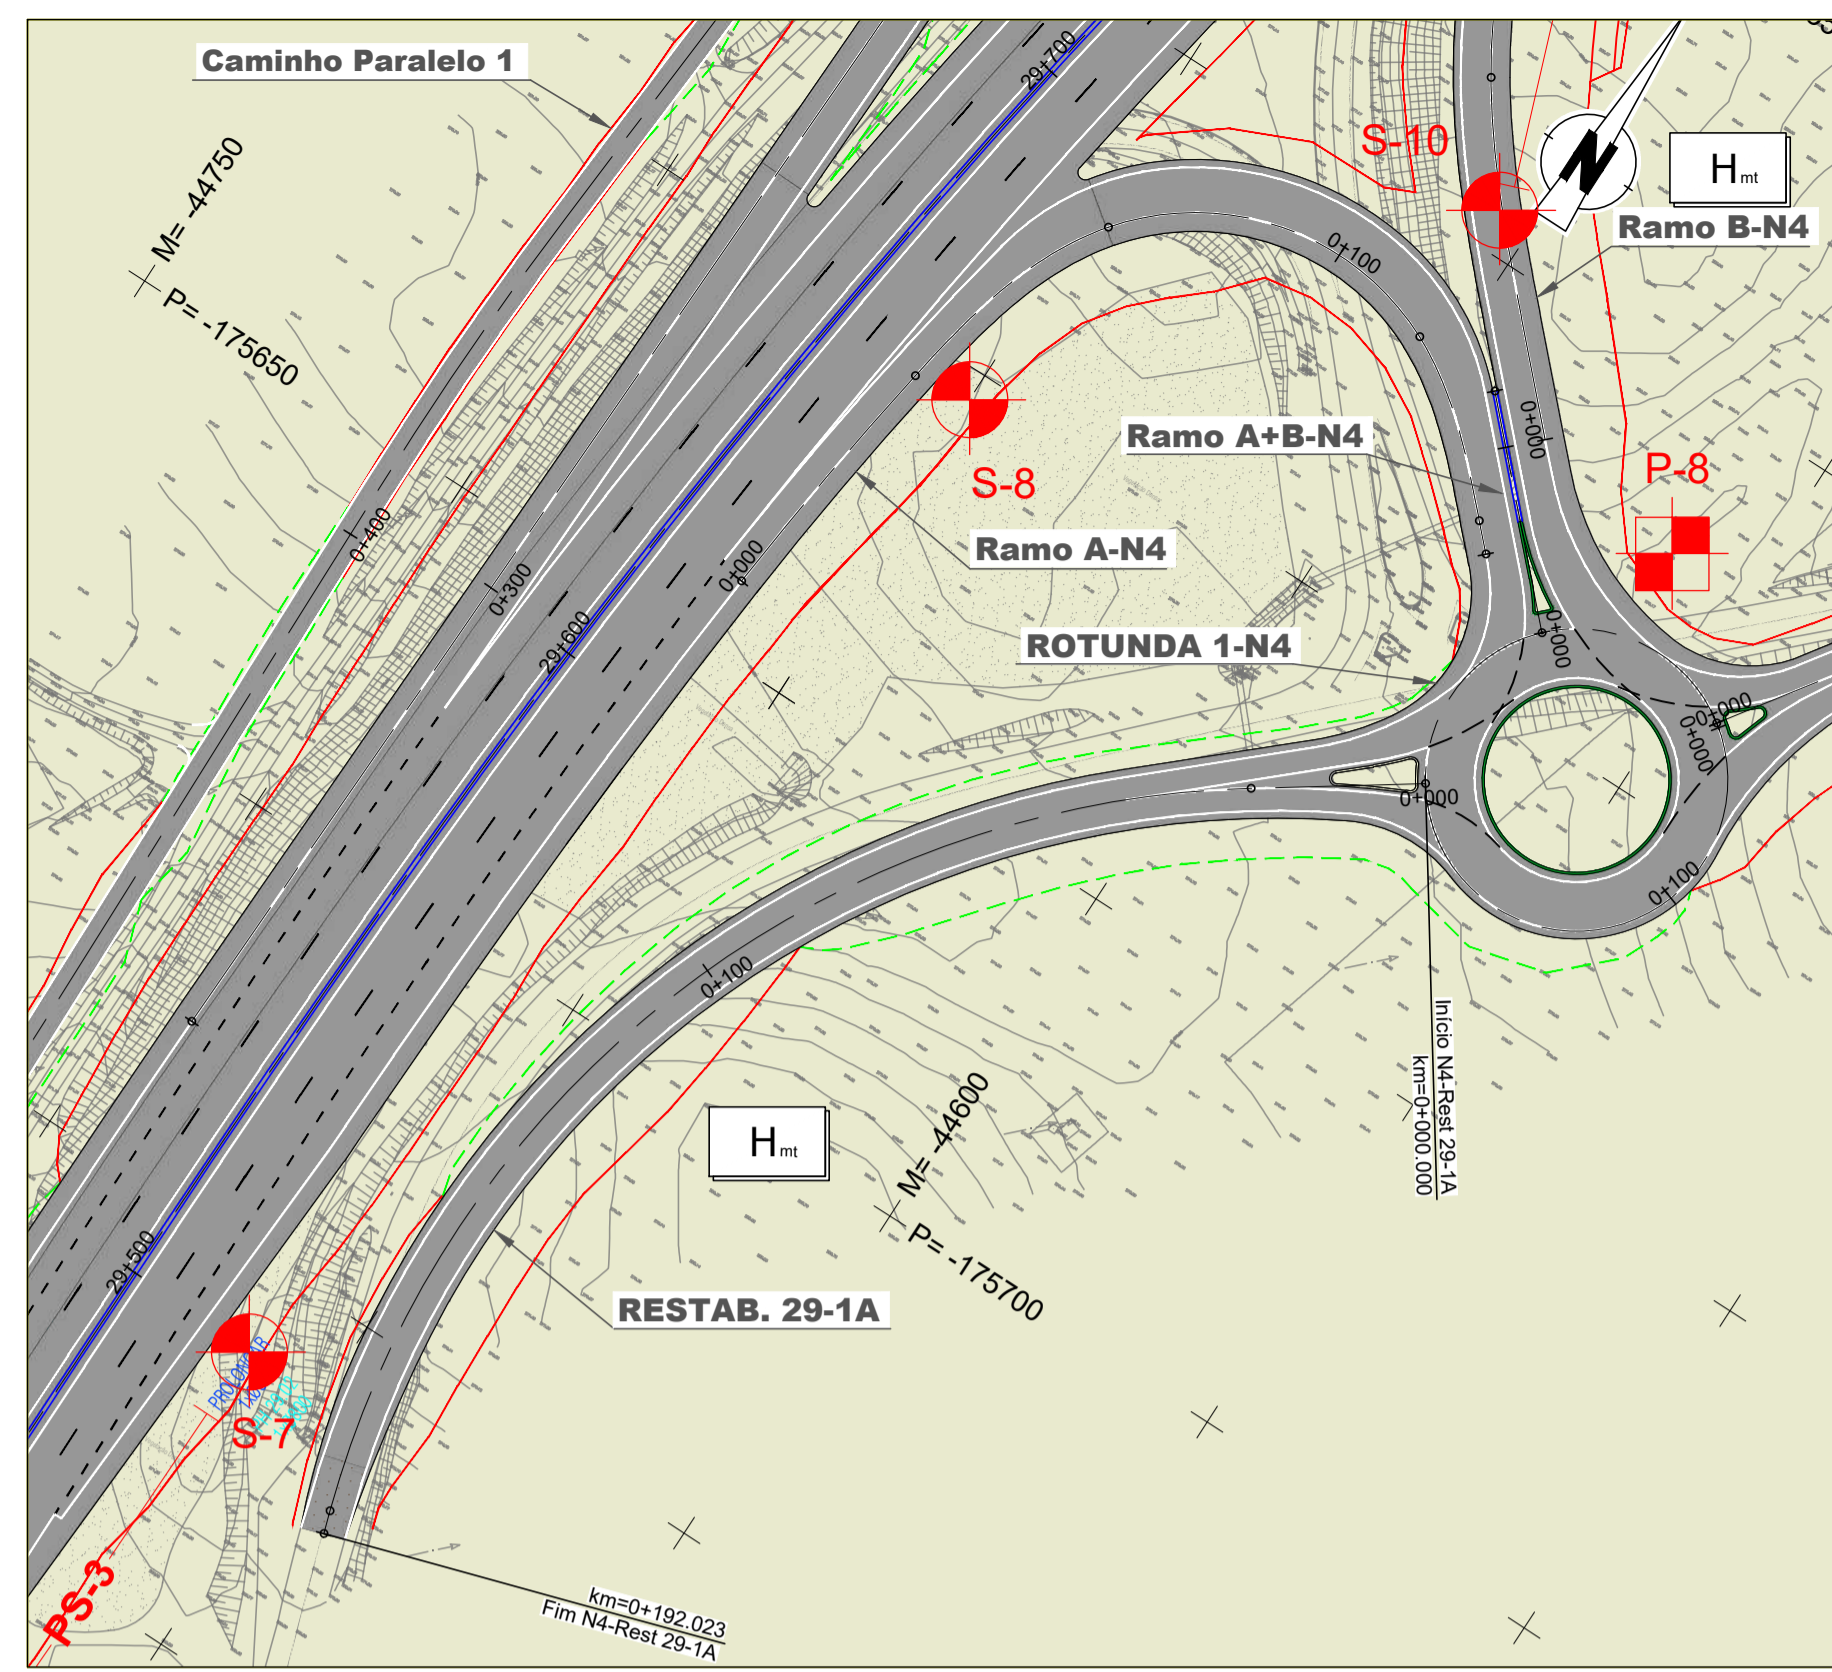 Caminho Paralelo 1
29+700
S-10
N
H mt
Ramo B-N4
M= -44750
P= -175650
0+100
0+000
Ramo A+B-N4
S-8
P-8
Ramo A-N4
0+400
0+300
0+000
29+600
ROTUNDA 1-N4
0+000
0+000
0+000
0+000
0+100
0+100
Início N4-Rest 29-1A
km=0+000.000
H mt
M= -44600
P= -175700
29+500
RESTAB. 29-1A
PROLONGAR
S-7
PS-3
km=0+192.023
Fim N4-Rest 29-1A